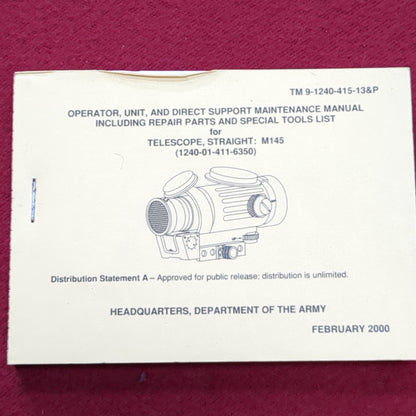 TM 9-1240-415-13&P
OPERATOR, UNIT, AND DIRECT SUPPORT MAINTENANCE MANUAL
INCLUDING REPAIR PARTS AND SPECIAL TOOLS LIST
for
TELESCOPE, STRAIGHT: M145
(1240-01-411-6350)
Distribution Statement A – Approved for public release; distribution is unlimited.
HEADQUARTERS, DEPARTMENT OF THE ARMY
FEBRUARY 2000